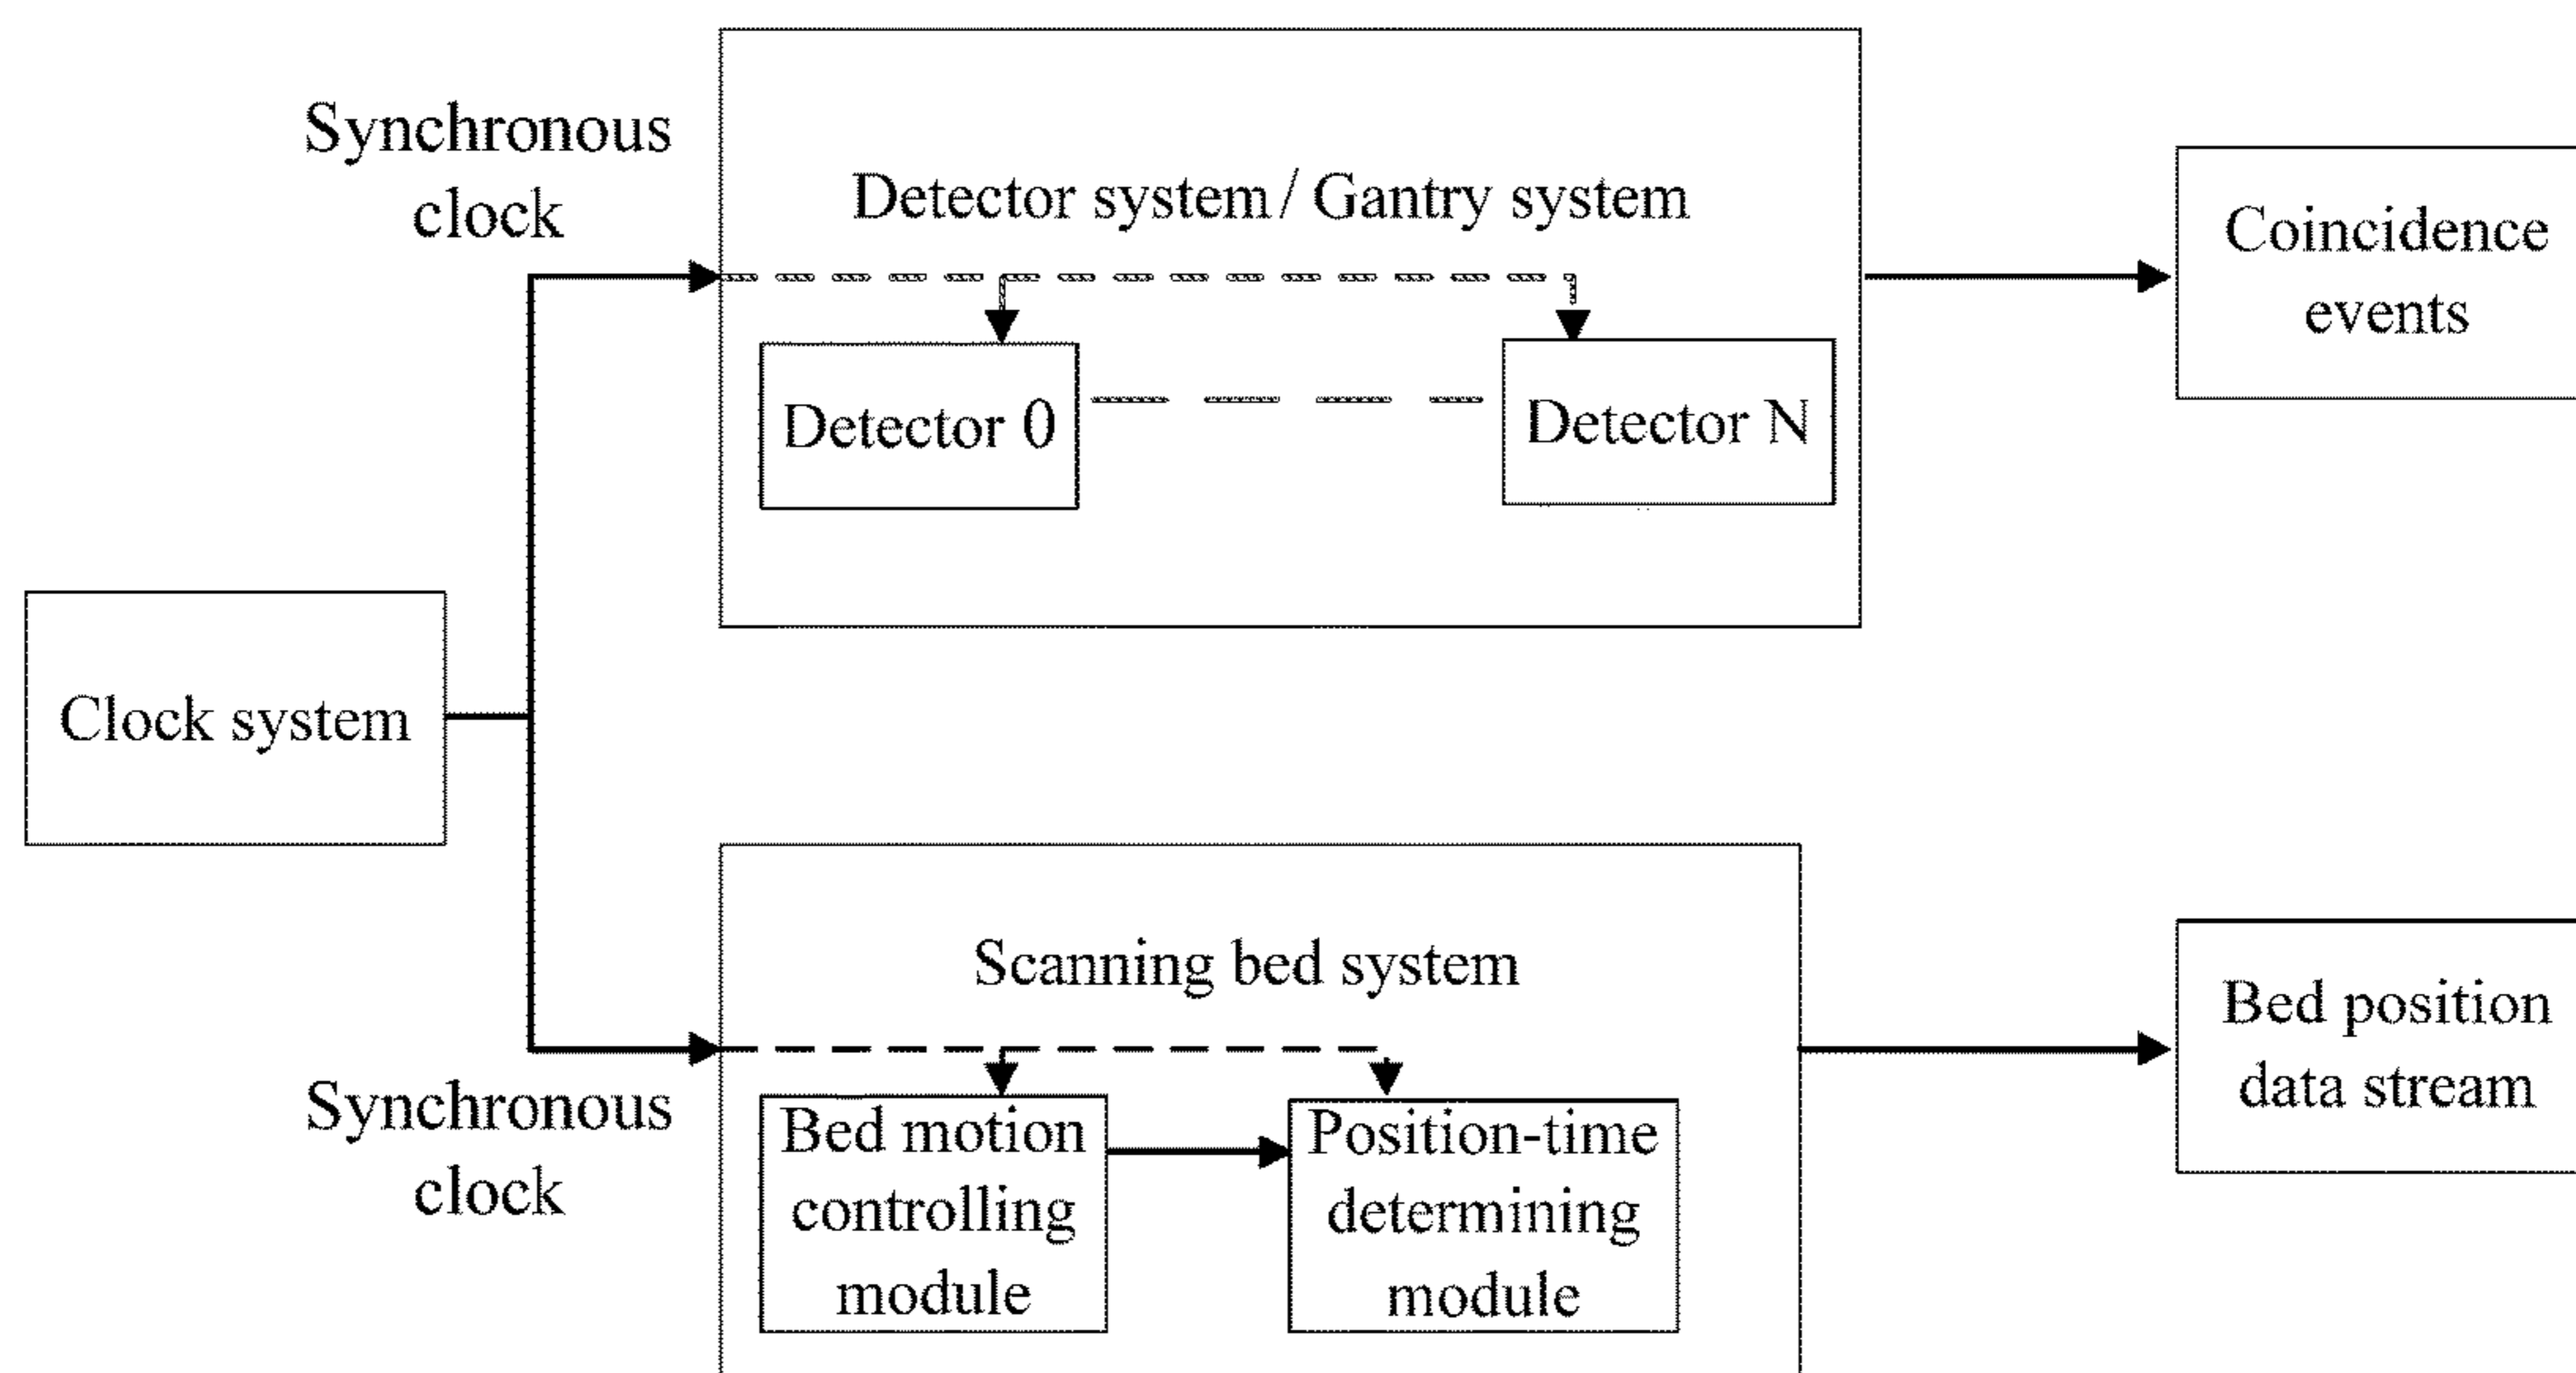 Synchronous
clock
Detector system / Gantry system
Coincidence
events
Detector 0
Detector N
Clock system
Scanning bed system
Bed position
data stream
Synchronous
clock
Bed motion
controlling
module
Position-time
determining
module